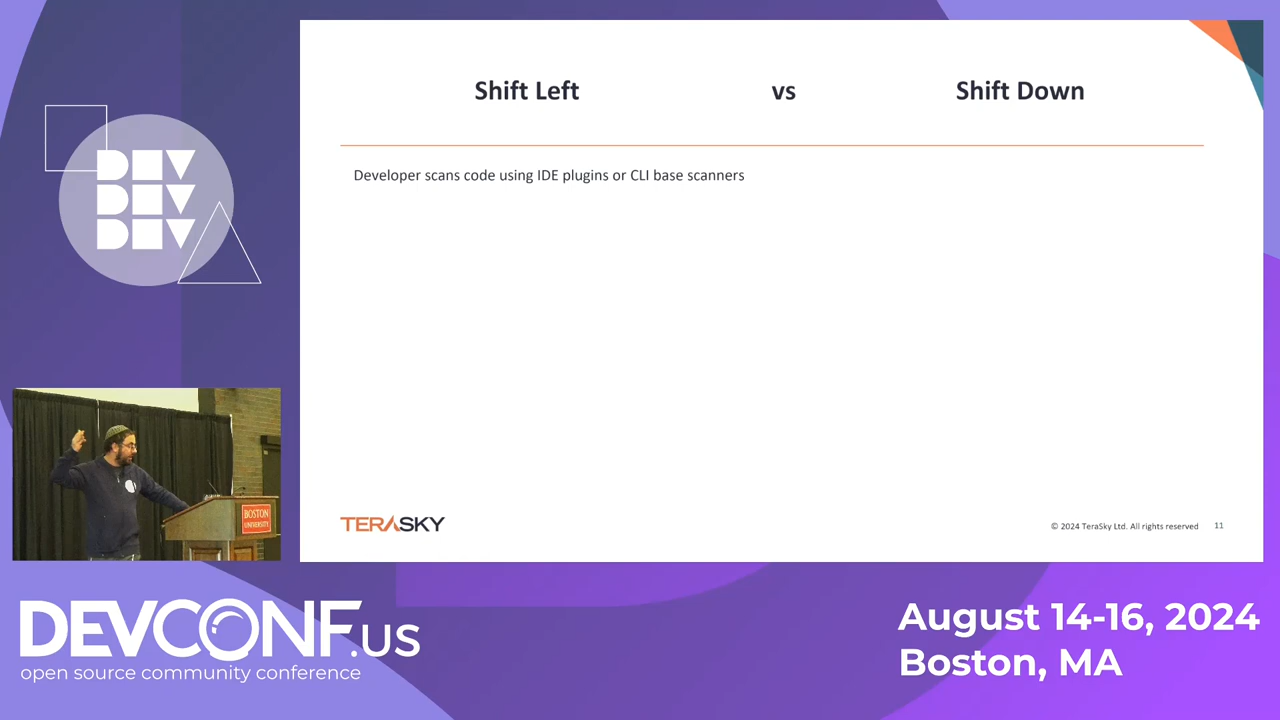 Shift Left vs Shift Down
Developer scans code using IDE plugins or CLI base scanners
TERASKY
© 2024 TeraSky Ltd. All rights reserved 11
DEV
DEV
DEV
BOSTON
UNIVERSITY
DEVCONF.US
open source community conference
August 14-16, 2024
Boston, MA